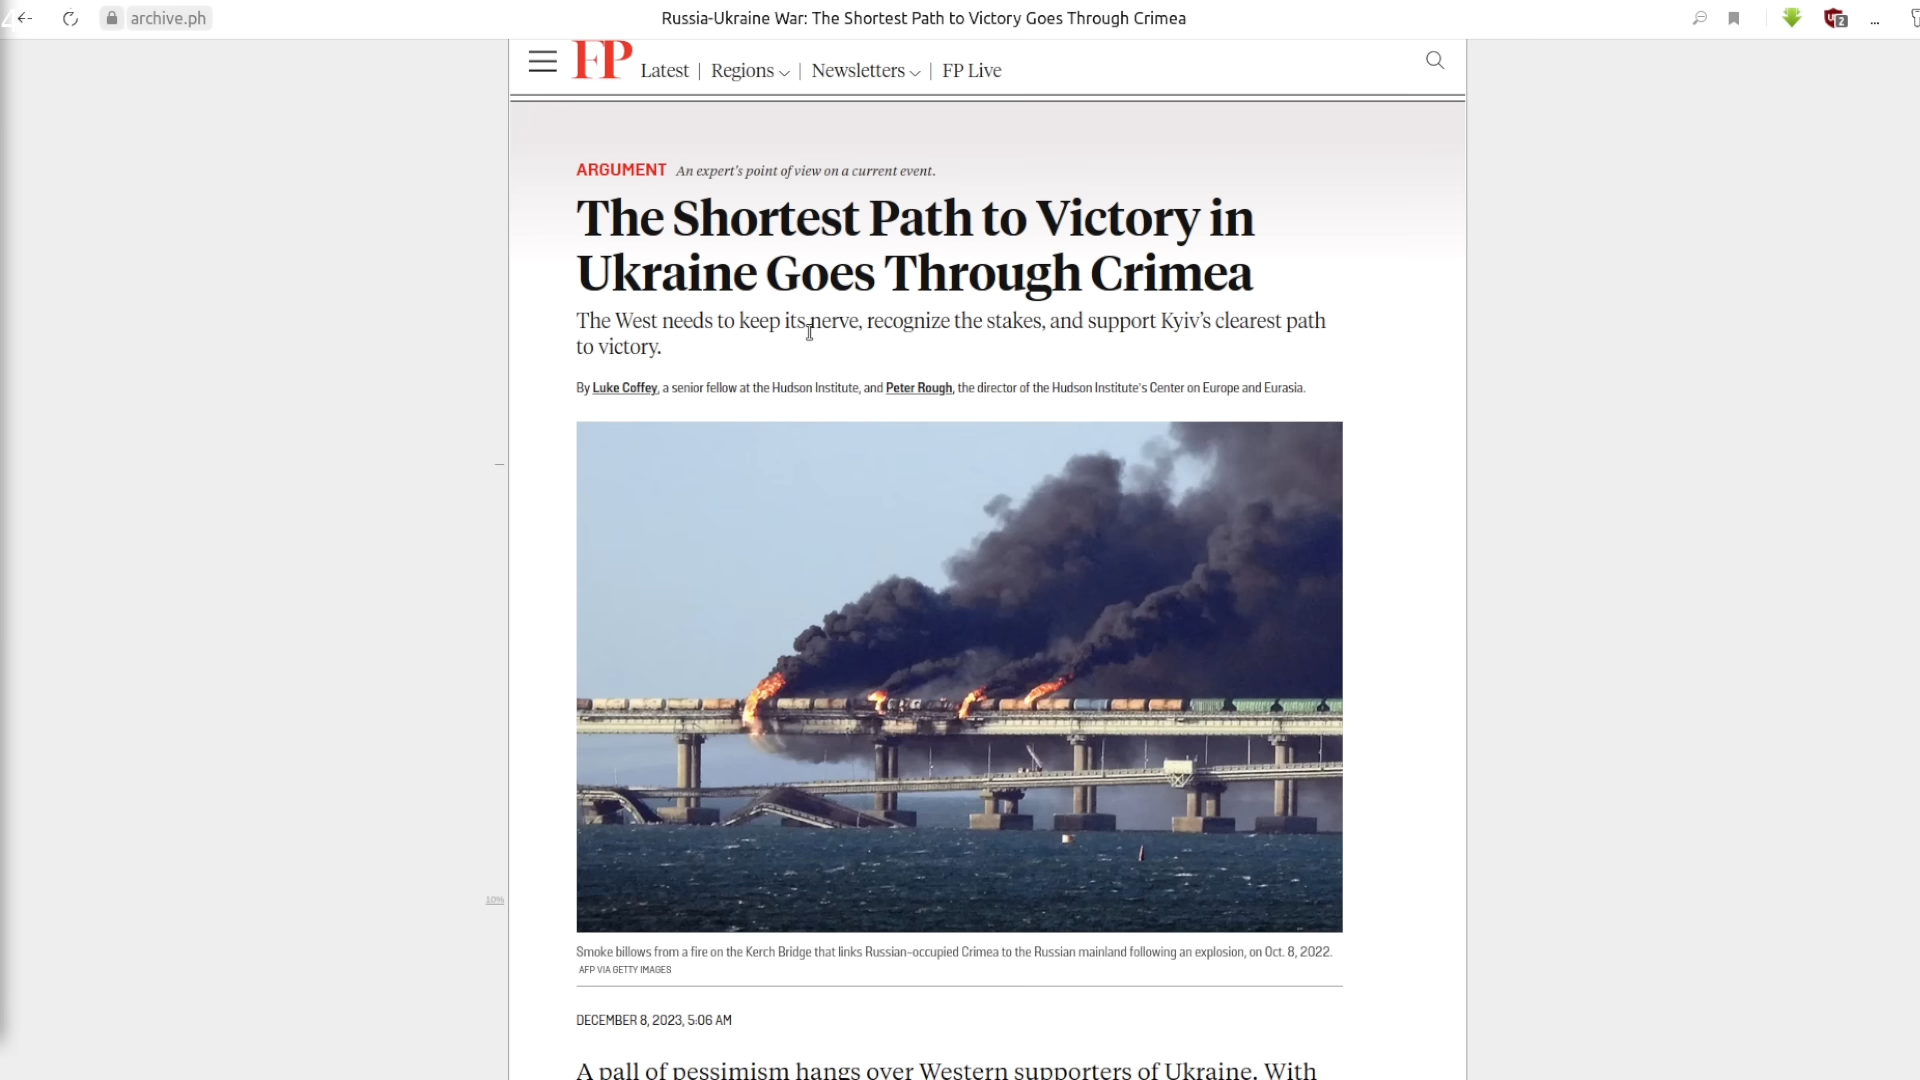 archive.ph
Russia-Ukraine War: The Shortest Path to Victory Goes Through Crimea
2
...
FP
Latest | Regions | Newsletters | FP Live
ARGUMENT An expert's point of view on a current event.
The Shortest Path to Victory in
Ukraine Goes Through Crimea
The West needs to keep its nerve, recognize the stakes, and support Kyiv's clearest path
to victory.
By Luke Coffey, a senior fellow at the Hudson Institute, and Peter Rough, the director of the Hudson Institute's Center on Europe and Eurasia.
10%
Smoke billows from a fire on the Kerch Bridge that links Russian-occupied Crimea to the Russian mainland following an explosion, on Oct. 8, 2022.
AFP VIA GETTY IMAGES
DECEMBER 8, 2023, 5:06 AM
A pall of pessimism hangs over Western supporters of Ukraine. With